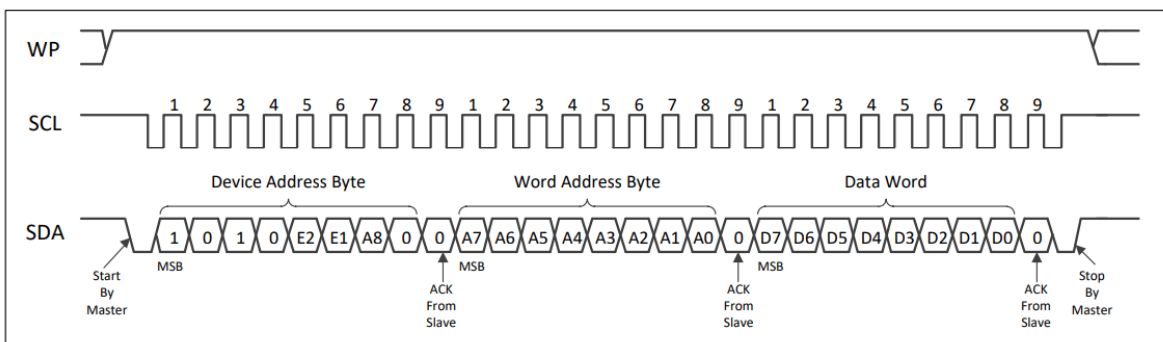 WP
1 2 3 4 5 6 7 8 9 1 2 3 4 5 6 7 8 9 1 2 3 4 5 6 7 8 9
SCL
Device Address Byte Word Address Byte Data Word
SDA
1 0 1 0 E2 E1 A8 0 0 A7 A6 A5 A4 A3 A2 A1 A0 0 D7 D6 D5 D4 D3 D2 D1 D0 0
MSB MSB MSB
Start
By
Master
ACK
From
Slave
ACK
From
Slave
ACK
From
Slave
Stop
By
Master